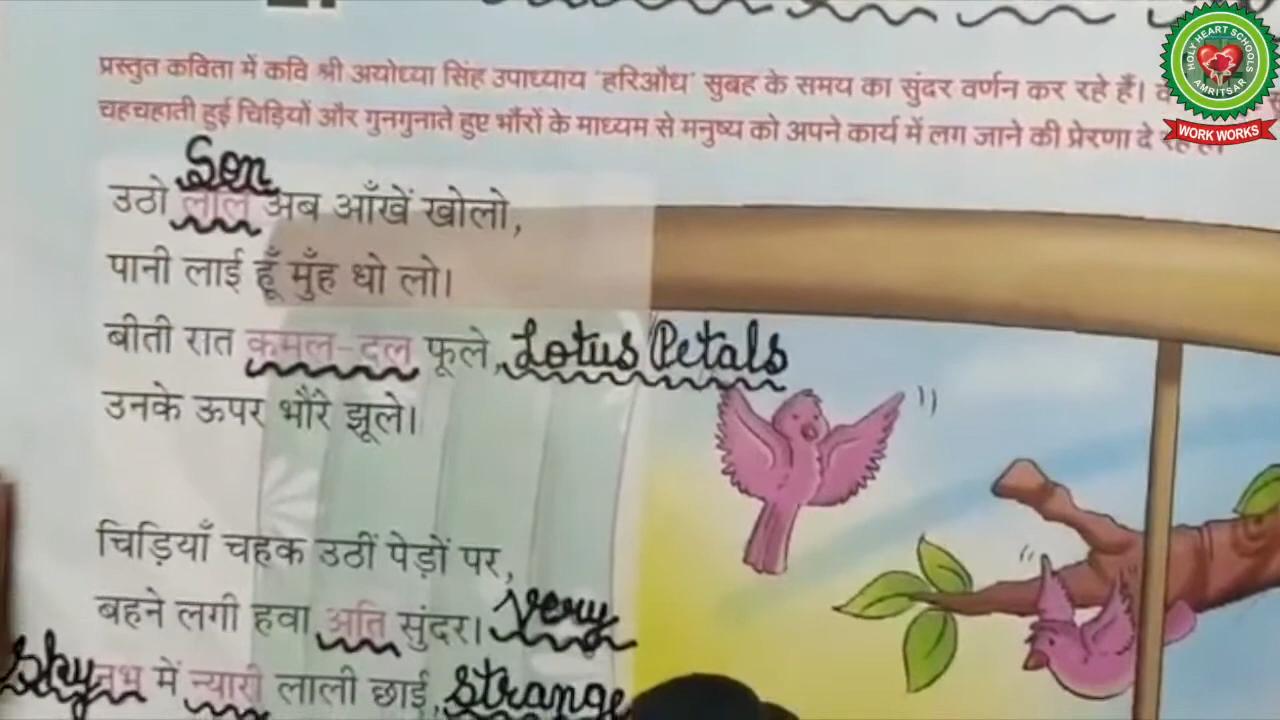 HOLY HEART SCHOOLS
AMRITSAR
WORK WORKS
प्रस्तुत कविता में कवि श्री अयोध्या सिंह उपाध्याय 'हरिऔध' सुबह के समय का सुंदर वर्णन कर रहे हैं।
चहचहाती हुई चिड़ियों और गुनगुनाते हुए भौंरों के माध्यम से मनुष्य को अपने कार्य में लग जाने की प्रेरणा दे रहे हैं।
Son
उठो लाल अब आँखें खोलो,
पानी लाई हूँ मुँह धो लो।
बीती रात कमल-दल फूले, Lotus Petals
उनके ऊपर भौंरे झूले।
चिड़ियाँ चहक उठीं पेड़ों पर,
बहने लगी हवा अति सुंदर। very
Sky नभ में न्यारी लाली छाई, Strange